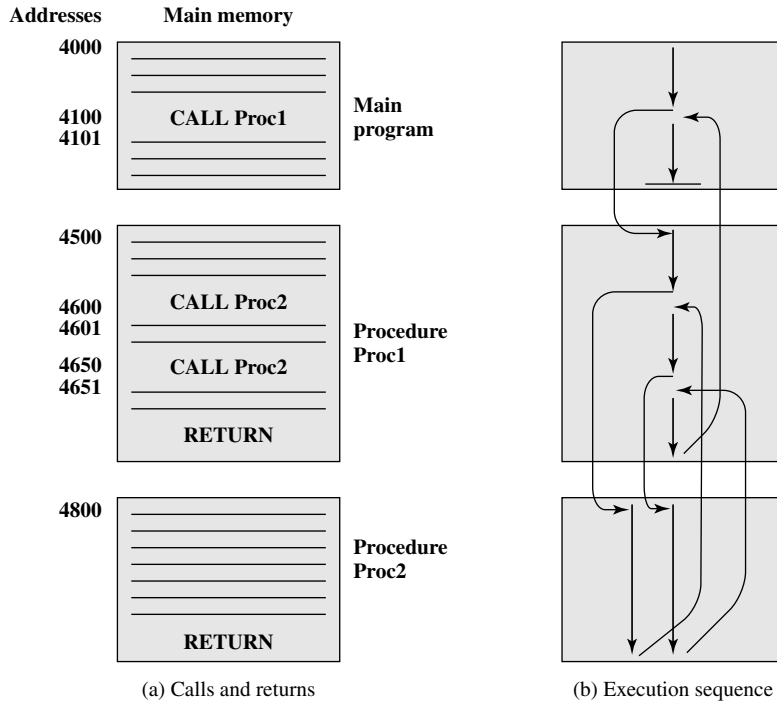 Addresses
Main memory
4000
4100
CALL Proc1
4101
Main
program
4500
4600
CALL Proc2
4601
4650
CALL Proc2
4651
RETURN
Procedure
Proc1
4800
RETURN
Procedure
Proc2
(a) Calls and returns
(b) Execution sequence